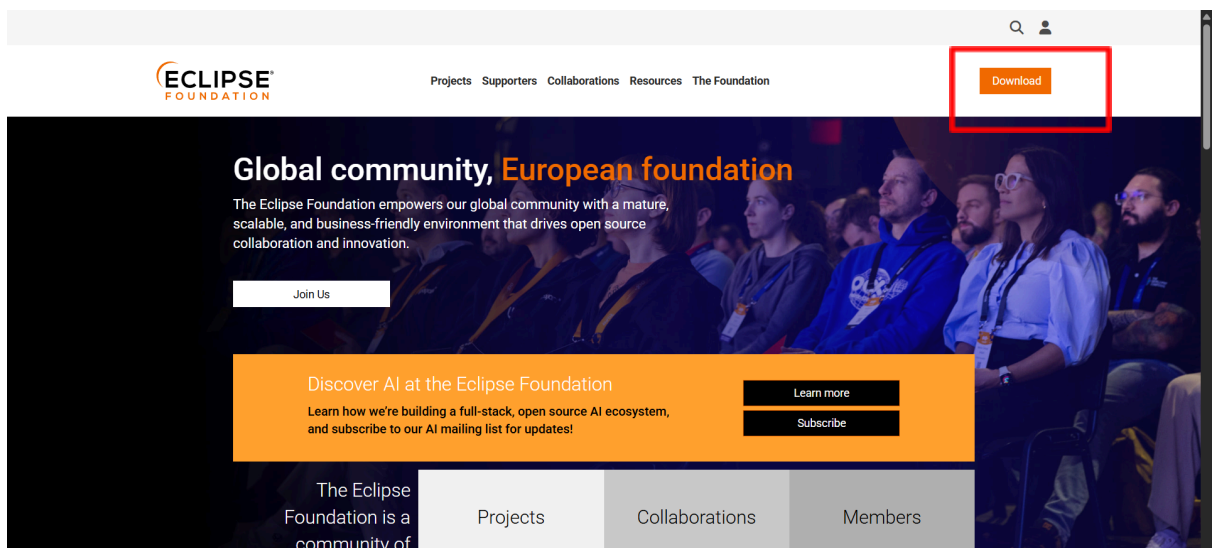 ECLIPSE®
FOUNDATION
Projects Supporters Collaborations Resources The Foundation
Download
Global community, European foundation
The Eclipse Foundation empowers our global community with a mature,
scalable, and business-friendly environment that drives open source
collaboration and innovation.
Join Us
Discover AI at the Eclipse Foundation
Learn how we're building a full-stack, open source AI ecosystem,
and subscribe to our AI mailing list for updates!
Learn more
Subscribe
The Eclipse
Foundation is a
community of
Projects
Collaborations
Members